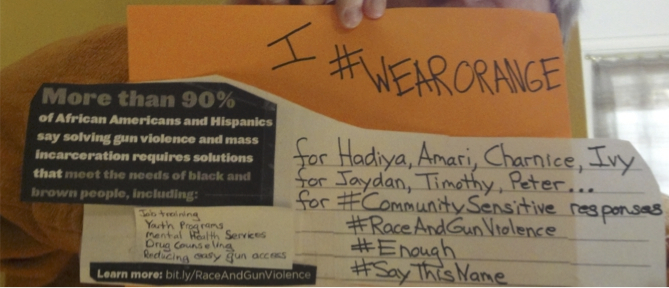 I #WEARORANGE
More than 90%
of African Americans and Hispanics
say solving gun violence and mass
incarceration requires solutions
that meet the needs of black and
brown people, including:
Job training
Youth Programs
Mental Health Services
Drug Counseling
Reducing easy gun access
Learn more: bit.ly/RaceAndGunViolence
for Hadiya, Amari, Charnice, Ivy
for Jaydan, Timothy, Peter...
for #CommunitySensitive responses
#RaceAndGunViolence
#Enough
#SayThisName